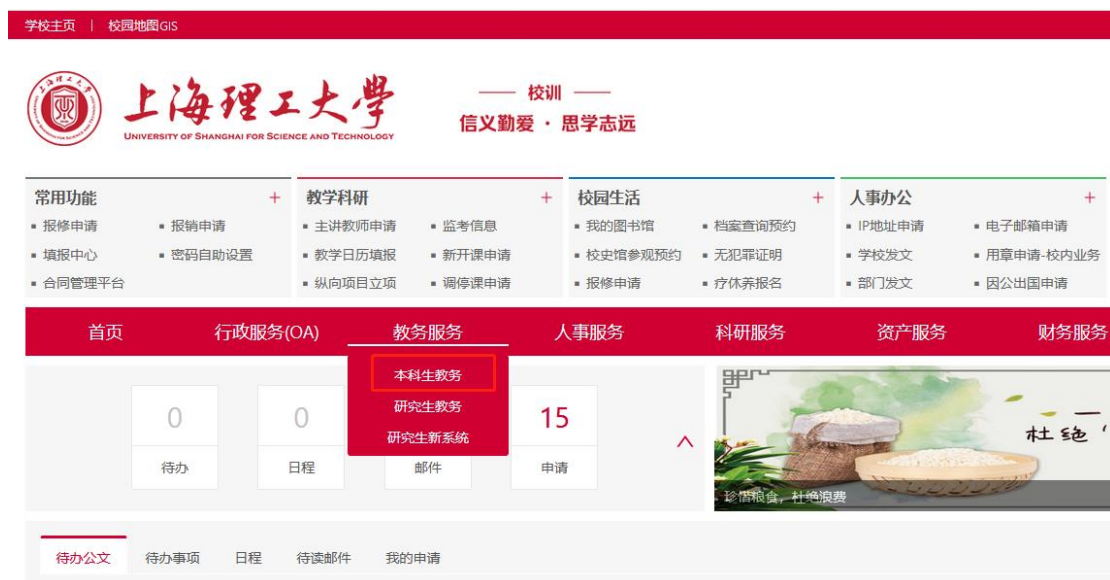 学校主页 | 校园地图GIS
上海理工大學
UNIVERSITY OF SHANGHAI FOR SCIENCE AND TECHNOLOGY
校训
信义勤爱 · 思学志远
常用功能 +
报修申请 报销申请
填报中心 密码自助设置
合同管理平台
教学科研 +
主讲教师申请 监考信息
教学日历填报 新开课申请
纵向项目立项 调停课申请
校园生活 +
我的图书馆 档案查询预约
校史馆参观预约 无犯罪证明
报修申请 疗休养报名
人事办公 +
IP地址申请 电子邮箱申请
学校发文 用章申请-校内业务
部门发文 因公出国申请
首页 行政服务(OA) 教务服务 人事服务 科研服务 资产服务 财务服务
本科生教务
研究生教务
研究生新系统
0 0 15
待办 日程 邮件 申请
杜绝
珍惜粮食，杜绝浪费
待办公文 待办事项 日程 待读邮件 我的申请